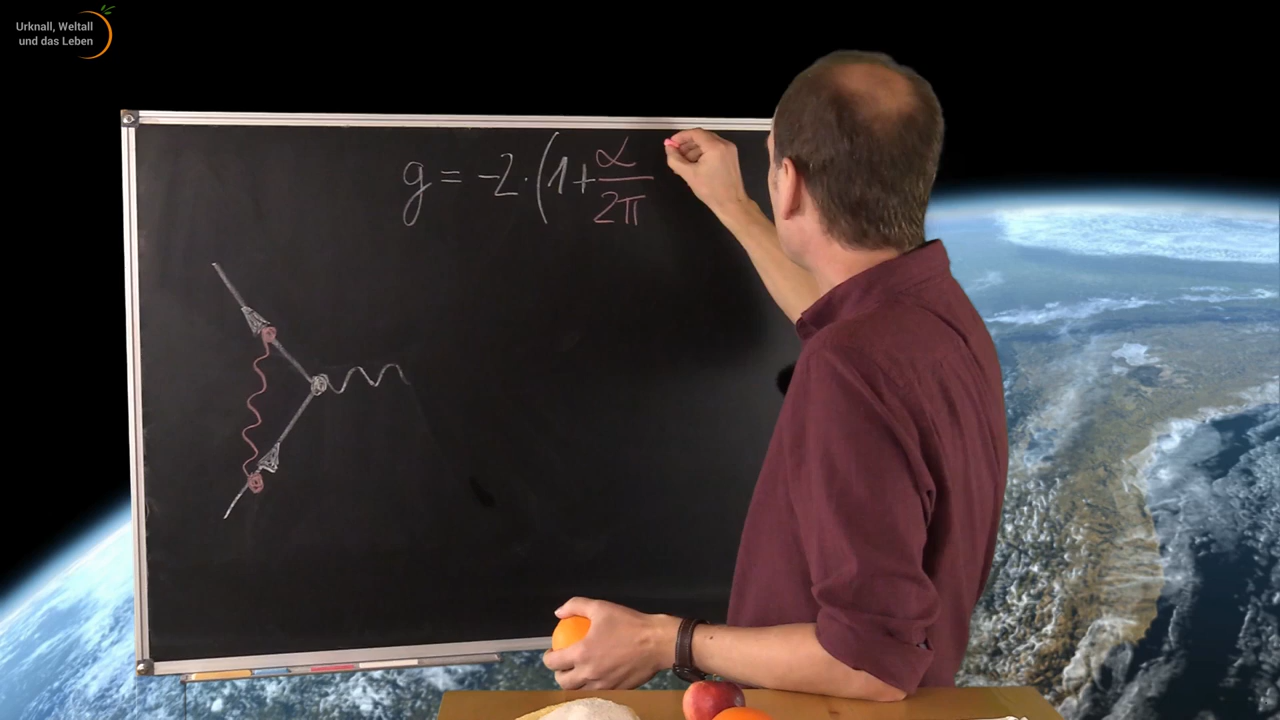 Urknall, Weltall
und das Leben
g = -2 · (1 + α/2π